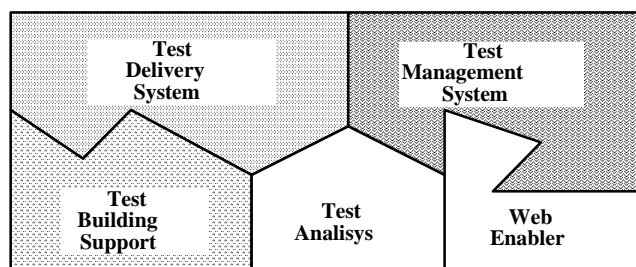 Test
Delivery
System
Test
Management
System
Test
Building
Support
Test
Analisys
Web
Enabler